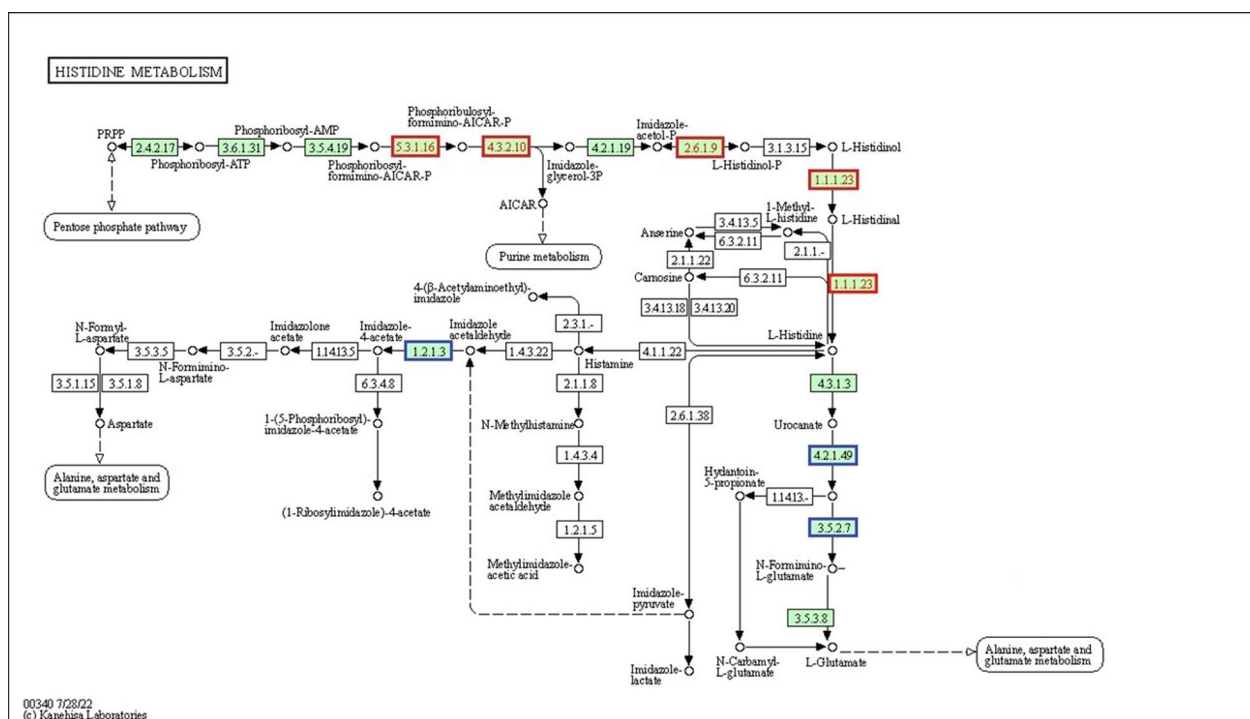 HISTIDINE METABOLISM
PRPP
2.4.2.17
Phosphoribosyl-ATP
3.6.1.31
Phosphoribosyl-AMP
3.5.4.19
Phosphoribosyl-
formimino-AICAR-P
5.3.1.16
Phosphoribulosyl-
formimino-AICAR-P
4.3.2.10
Imidazole-
glycerol-3P
4.2.1.19
Imidazole-
acetol-P
2.6.1.9
L-Histidinol-P
3.1.3.15
L-Histidinol
Pentose phosphate pathway
AICAR
Purine metabolism
1.1.1.23
L-Histidinal
1-Methyl-
L-histidine
3.4.13.5
Anserine
6.3.2.11
2.1.1.-
2.1.1.22
Carnosine
6.3.2.11
1.1.1.23
3.4.13.18
3.4.13.20
4-(β-Acetylaminoethyl)-
imidazole
2.3.1.-
L-Histidine
N-Formyl-
L-aspartate
3.5.3.5
N-Formimino-
L-aspartate
3.5.2.-
Imidazolone
acetate
1.14.13.5
Imidazole-
4-acetate
1.2.1.3
Imidazole
acetaldehyde
1.4.3.22
Histamine
4.1.1.22
3.5.1.15
3.5.1.8
6.3.4.8
2.1.1.8
4.3.1.3
2.6.1.38
Aspartate
1-(5-Phosphoribosyl)-
imidazole-4-acetate
N-Methylhistamine
Urocanate
1.4.3.4
4.2.1.49
Alanine, aspartate and
glutamate metabolism
(1-Ribosylimidazole)-4-acetate
Methylimidazole
acetaldehyde
Hydantoin-
5-propionate
1.14.13.-
1.2.1.5
3.5.2.7
Methylimidazole-
acetic acid
N-Formimino-
L-glutamate
Imidazole-
pyruvate
3.5.3.8
Imidazole-
lactate
N-Carbamyl-
L-glutamate
L-Glutamate
Alanine, aspartate and
glutamate metabolism
00340 7/28/22
(c) Kanehisa Laboratories